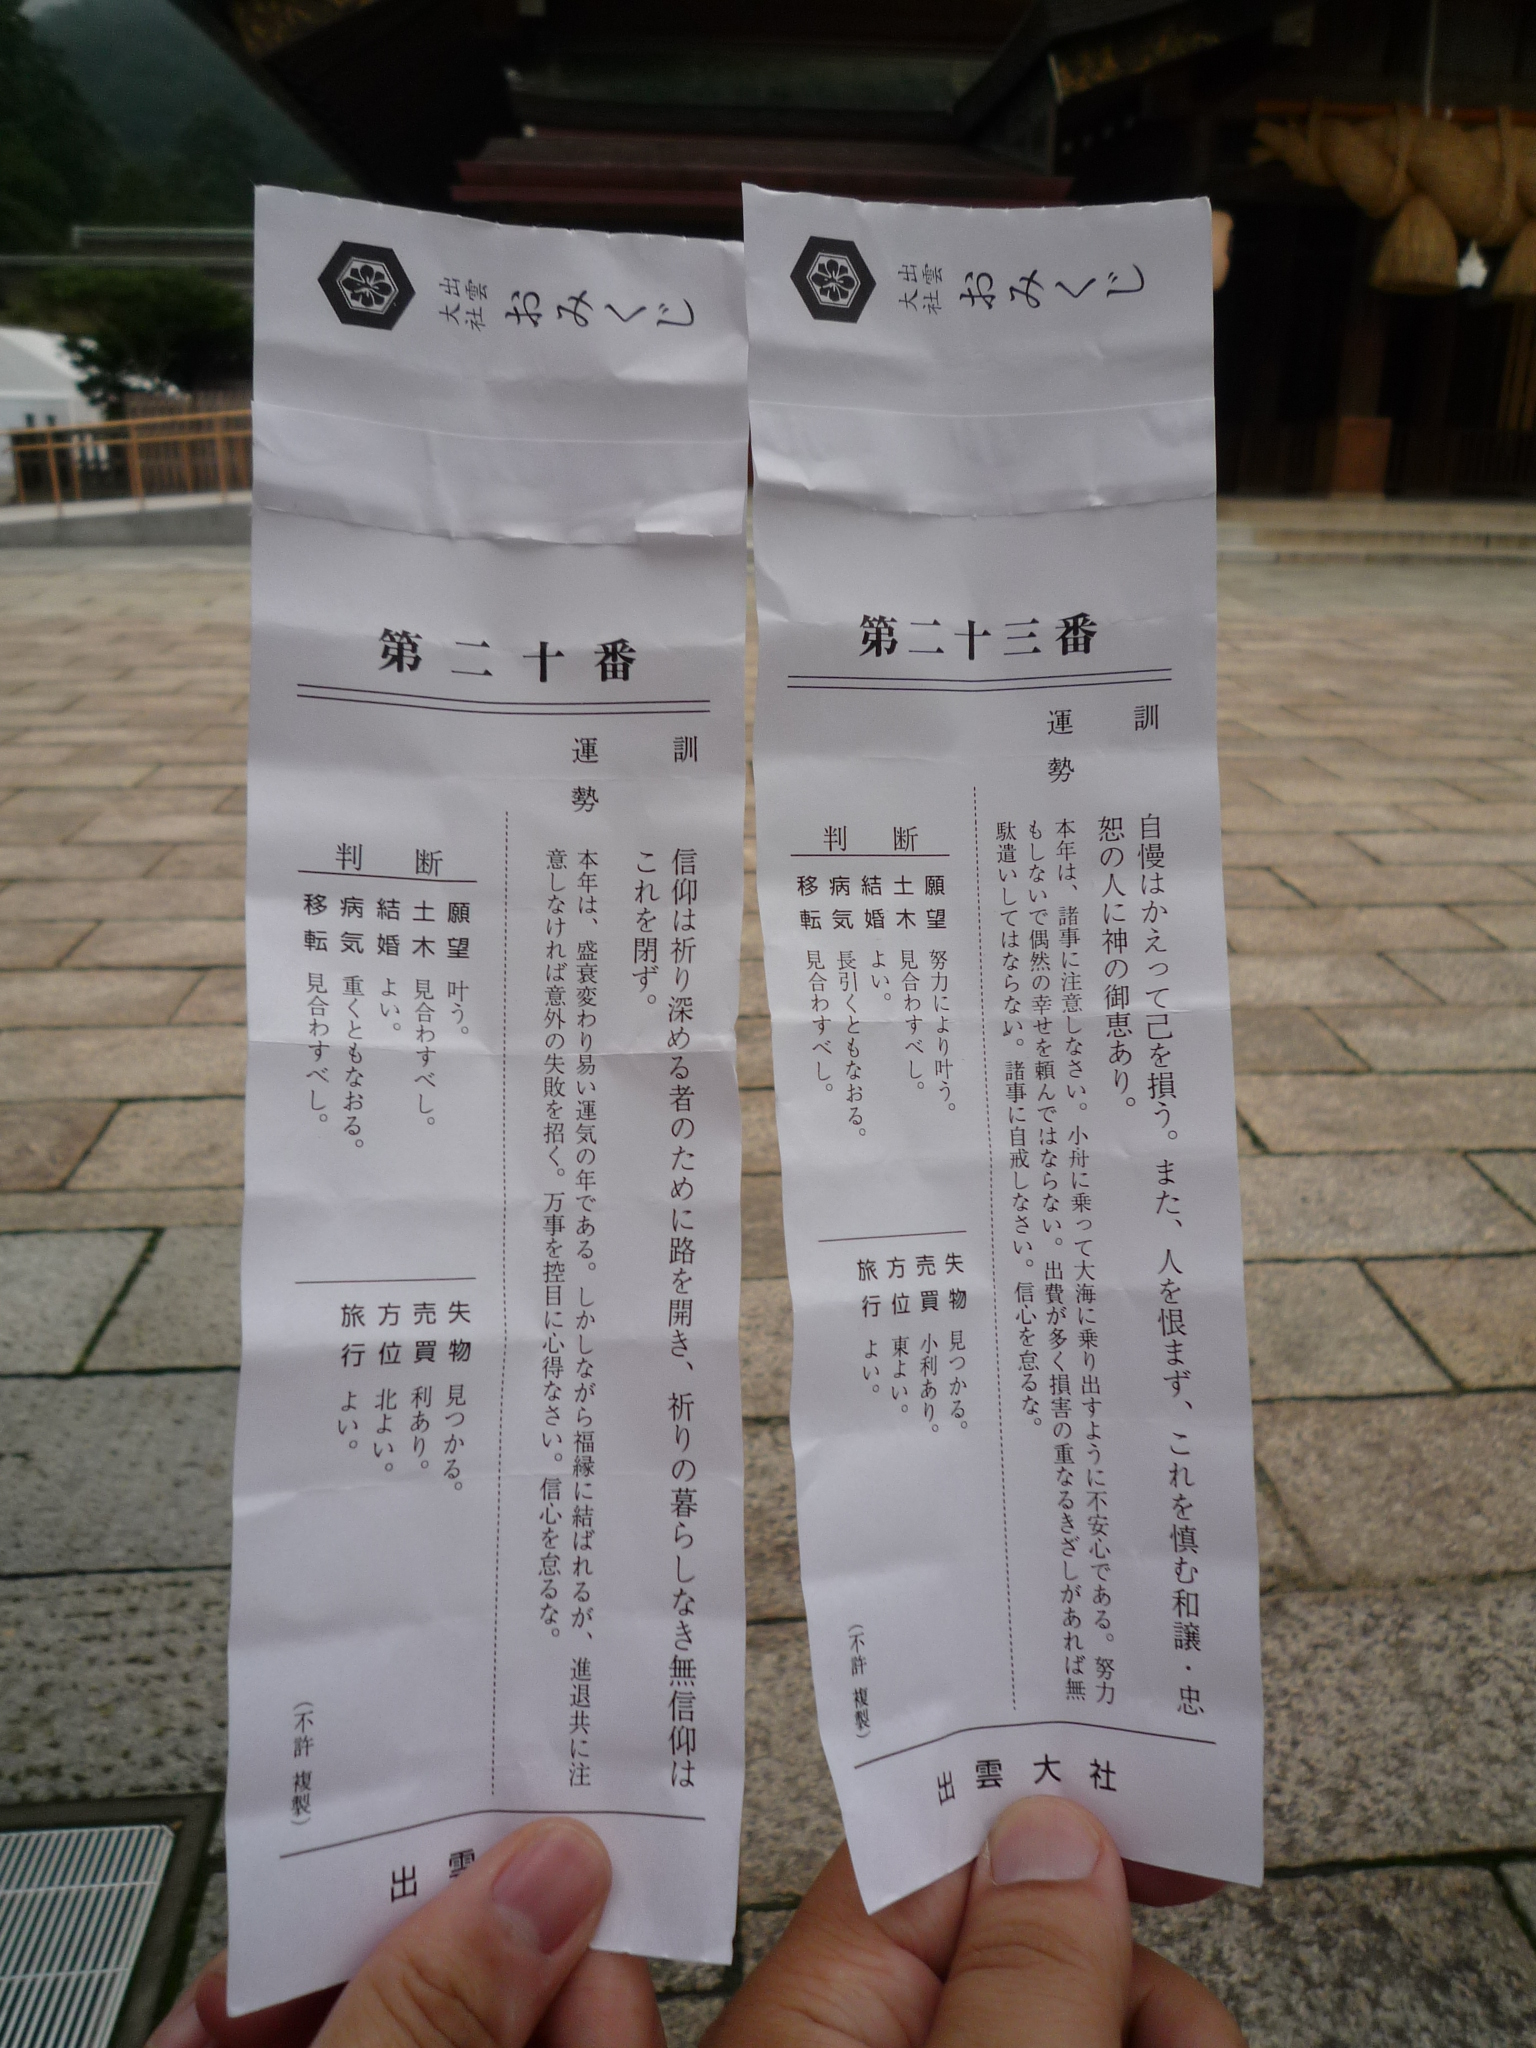 出雲
大社
おみくじ
第二十番
訓
信仰は祈り深める者のために路を開き、祈りの暮らしなき無信仰は
これを閉ず。
運勢
本年は、盛衰変わり易い運気の年である。しかしながら福縁に結ばれるが、進退共に注
意しなければ意外の失敗を招く。万事を控目に心得なさい。信心を怠るな。
判断
願望 叶う。
土木 見合わすべし。
結婚 よい。
病気 重くともなおる。
移転 見合わすべし。
失物 見つかる。
売買 利あり。
方位 北よい。
旅行 よい。
(不許複製)
出雲
出雲
大社
おみくじ
第二十三番
訓
自慢はかえって己を損う。また、人を恨まず、これを慎む和譲・忠
恕の人に神の御恵あり。
運勢
本年は、諸事に注意しなさい。小舟に乗って大海に乗り出すように不安心である。努力
もしないで偶然の幸せを頼んではならない。出費が多く損害の重なるきざしがあれば無
駄遣いしてはならない。諸事に自戒しなさい。信心を怠るな。
判断
願望 努力により叶う。
土木 見合わすべし。
結婚 よい。
病気 長引くともなおる。
移転 見合わすべし。
失物 見つかる。
売買 小利あり。
方位 東よい。
旅行 よい。
(不許複製)
出雲大社